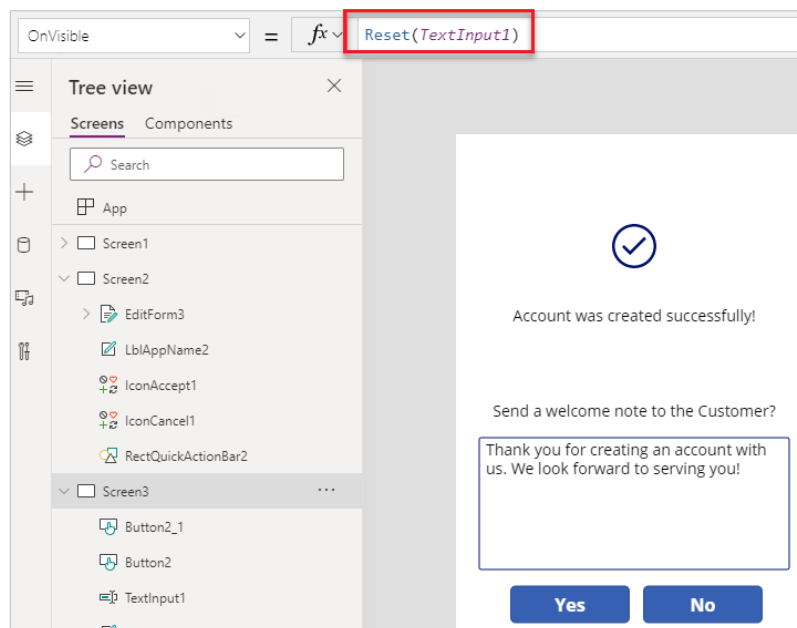 OnVisible = fx Reset(TextInput1)
Tree view
Screens Components
Search
App
Screen1
Screen2
EditForm3
LblAppName2
IconAccept1
IconCancel1
RectQuickActionBar2
Screen3 ...
Button2_1
Button2
TextInput1
Account was created successfully!
Send a welcome note to the Customer?
Thank you for creating an account with
us. We look forward to serving you!
Yes No